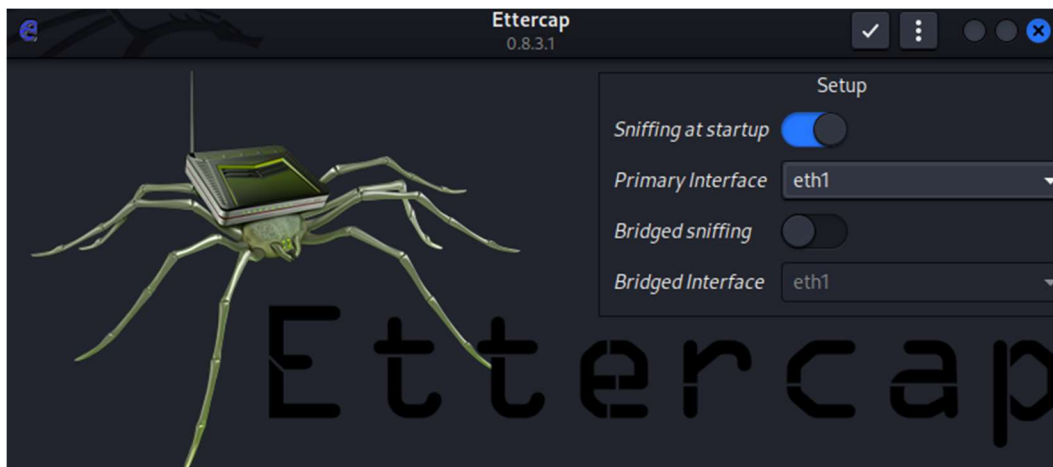 Ettercap
0.8.3.1
Setup
Sniffing at startup
Primary Interface eth1
Bridged sniffing
Bridged Interface eth1
Ettercap